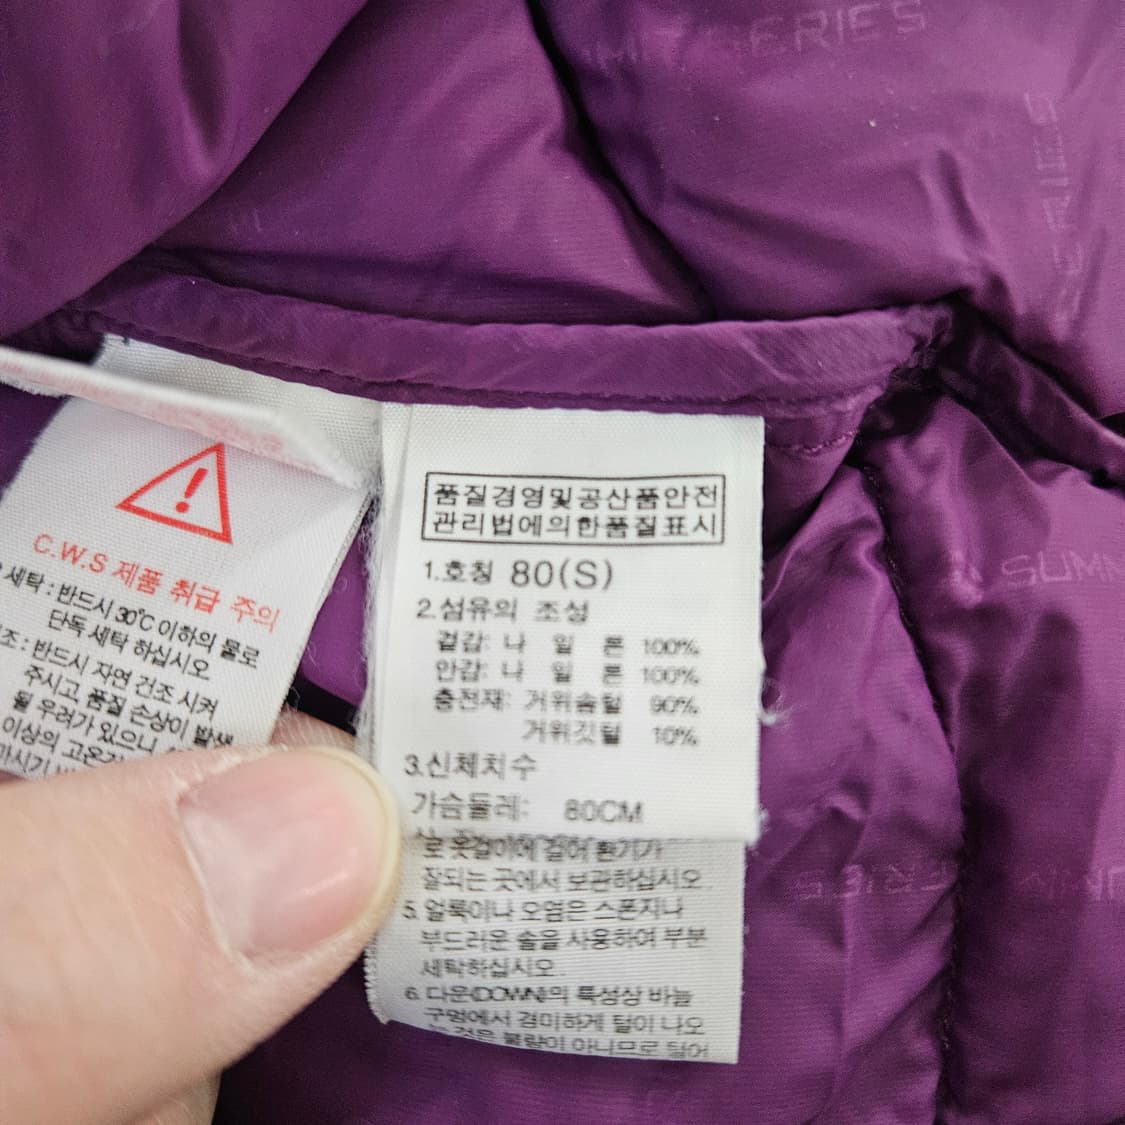 MIT SERIES
SERIES
SUMM
C.W.S 제품 취급 주의
세탁 : 반드시 30℃ 이하의 물로
단독 세탁 하십시오
조 : 반드시 자연 건조 시켜
주시고, 품질 손상이 발생
될 우려가 있으니
이상의 고온
마시기
품질경영및공산품안전
관리법에의한품질표시
1.호칭 80(S)
2.섬유의 조성
겉감: 나 일 론 100%
안감: 나 일 론 100%
충전재: 거위솜털 90%
거위깃털 10%
3.신체치수
가슴둘레: 80CM
로 옷걸이에 걸어 환기가
잘되는 곳에서 보관하십시오.
5. 얼룩이나 오염은 스폰지나
부드러운 솔을 사용하여 부분
세탁하십시오.
6. 다운(DOWN)의 특성상 바늘
구멍에서 경미하게 털이 나오
는 것은 불량이 아니므로 털어